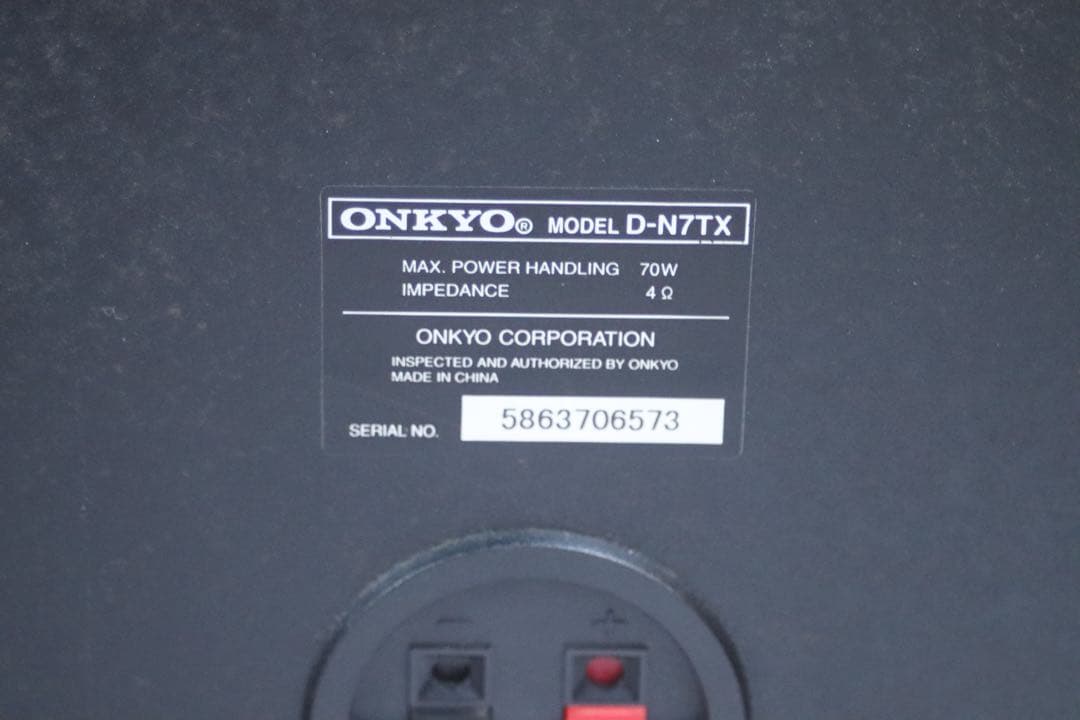 ONKYO® MODEL D-N7TX
MAX. POWER HANDLING 70W
IMPEDANCE 4 Ω
ONKYO CORPORATION
INSPECTED AND AUTHORIZED BY ONKYO
MADE IN CHINA
SERIAL NO. 5863706573
− +